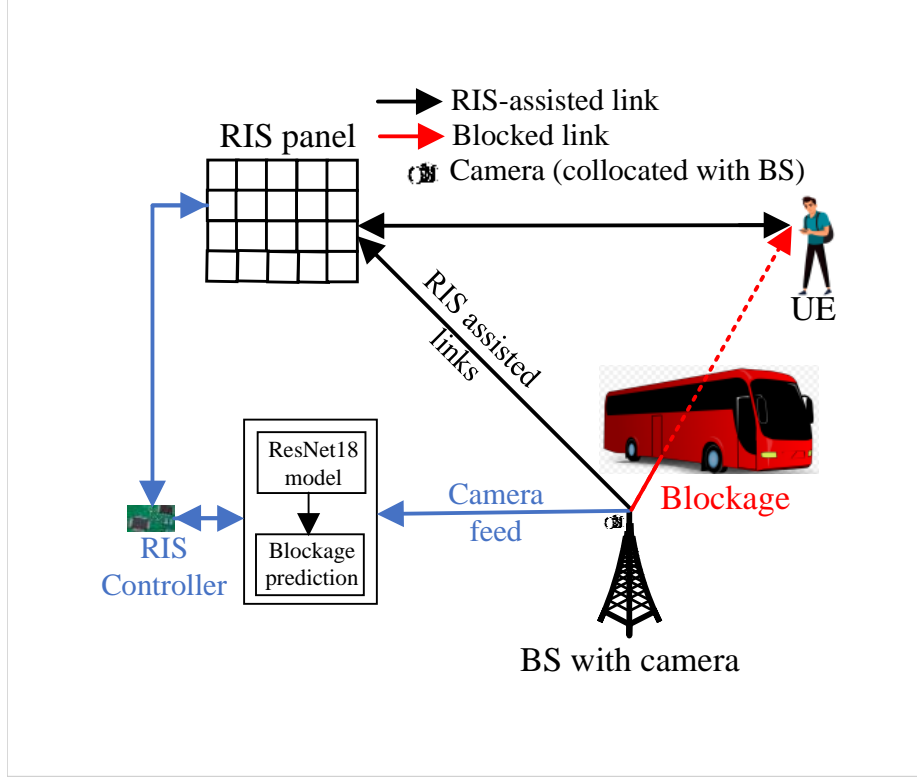 RIS-assisted link
Blocked link
Camera (collocated with BS)
RIS panel
RIS assisted
links
UE
ResNet18
model
Blockage
prediction
Camera
feed
Blockage
RIS
Controller
BS with camera